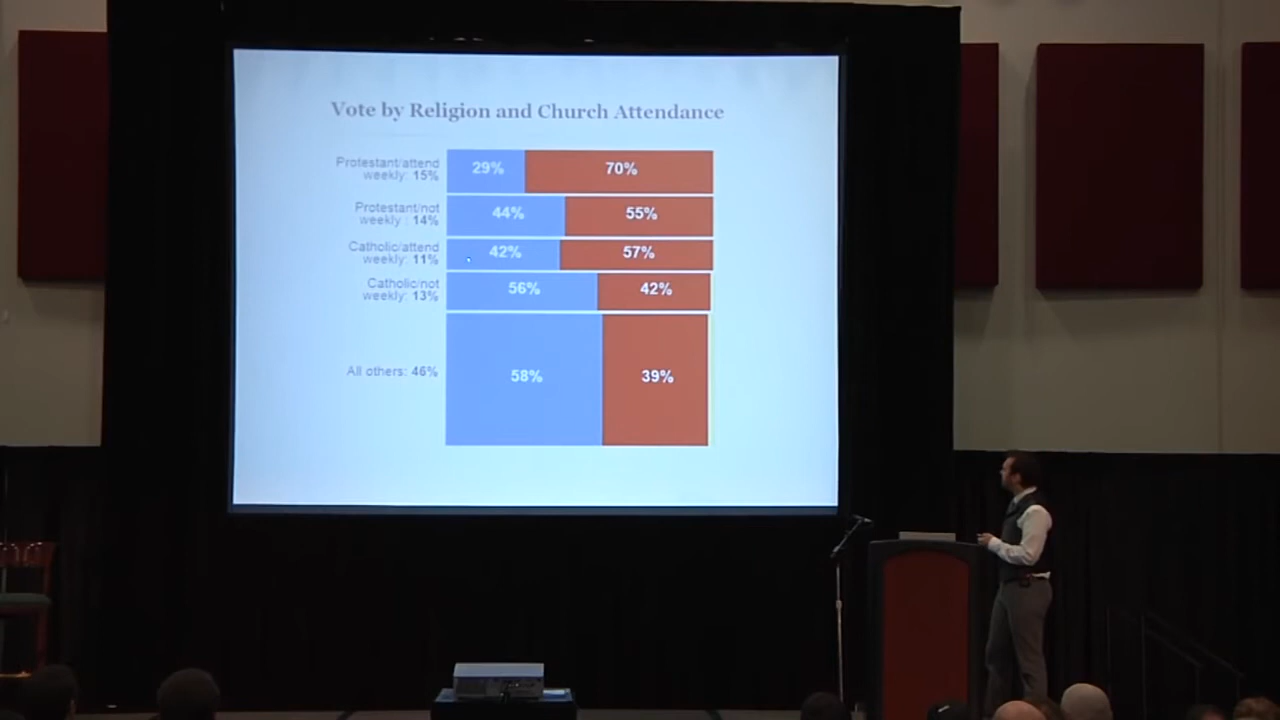 Vote by Religion and Church Attendance
Protestant/attend
weekly: 15%
29% 70%
Protestant/not
weekly : 14%
44% 55%
Catholic/attend
weekly: 11%
42% 57%
Catholic/not
weekly: 13%
56% 42%
All others: 46%
58% 39%